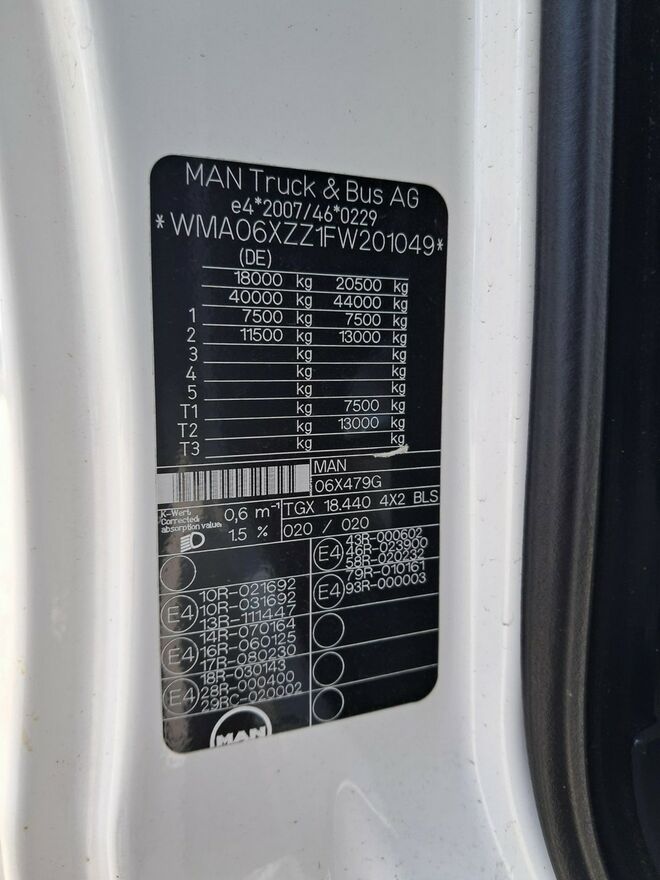 MAN Truck & Bus AG
e4*2007/46*0229
*WMA06XZZ1FW201049*
(DE)
18000 kg 20500 kg
40000 kg 44000 kg
1 7500 kg 7500 kg
2 11500 kg 13000 kg
3 kg kg
4 kg kg
5 kg kg
T1 kg 7500 kg
T2 kg 13000 kg
T3 kg kg
MAN
06X479G
K-Wert, Corrected absorption value: 0,6 m⁻¹ TGX 18.440 4X2 BLS
1.5 % 020 / 020
10R-021692
E4 10R-031692
13R-111447
14R-070164
E4 16R-060125
17R-080230
18R-030143
E4 28R-000400
29RC-020002
43R-000602
E4 46R-023900
58R-020232
79R-010161
E4 93R-000003
MAN